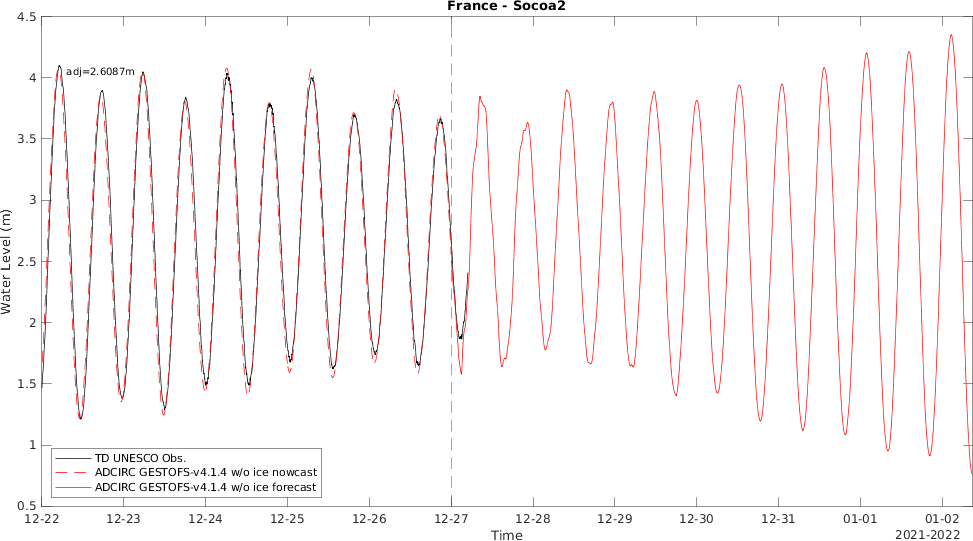 France - Socoa2
4.5
4
3.5
3
2.5
2
1.5
1
0.5
Water Level (m)
adj=2.6087m
TD UNESCO Obs.
ADCIRC GESTOFS-v4.1.4 w/o ice nowcast
ADCIRC GESTOFS-v4.1.4 w/o ice forecast
12-22 12-23 12-24 12-25 12-26 12-27 12-28 12-29 12-30 12-31 01-01 01-02
Time
2021-2022